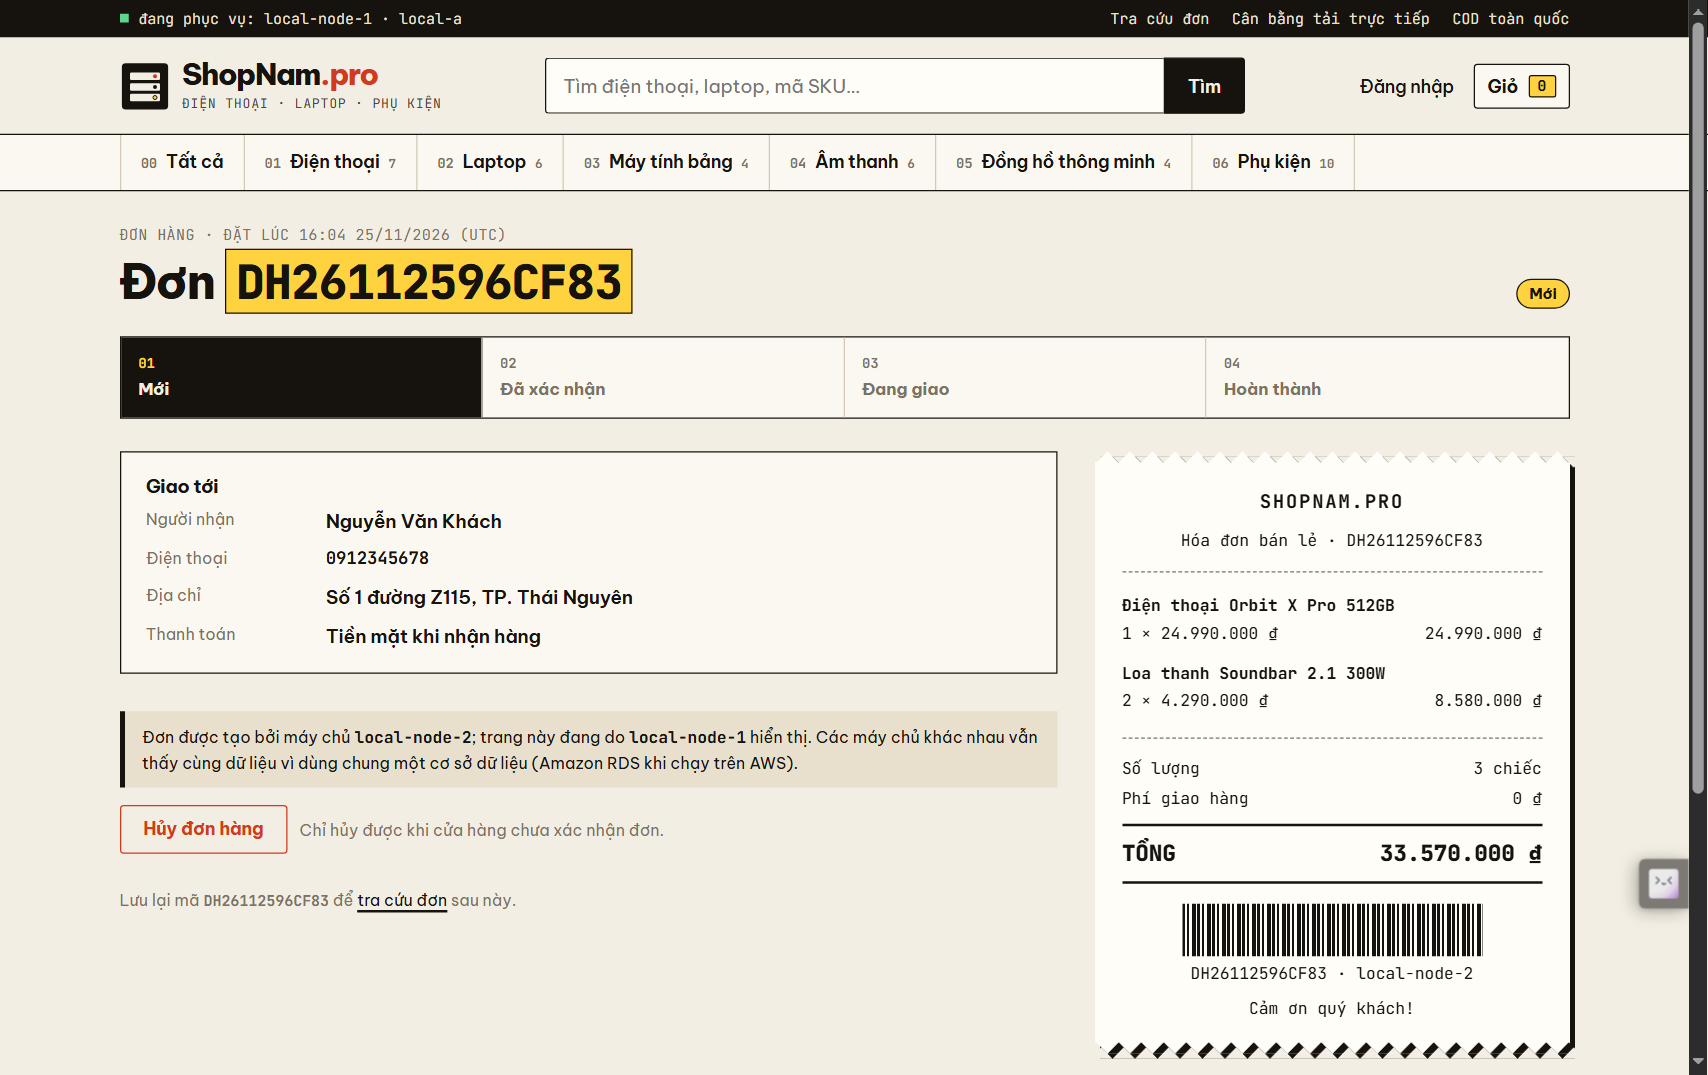 đang phục vụ: local-node-1 · local-a
Tra cứu đơn Cân bằng tải trực tiếp COD toàn quốc
ShopNam.pro
ĐIỆN THOẠI · LAPTOP · PHỤ KIỆN
Tìm điện thoại, laptop, mã SKU...
Tìm
Đăng nhập
Giỏ 0
00 Tất cả 01 Điện thoại 7 02 Laptop 6 03 Máy tính bảng 4 04 Âm thanh 6 05 Đồng hồ thông minh 4 06 Phụ kiện 10
ĐƠN HÀNG · ĐẶT LÚC 16:04 25/11/2026 (UTC)
Đơn DH26112596CF83
Mới
01
Mới
02
Đã xác nhận
03
Đang giao
04
Hoàn thành
Giao tới
Người nhận Nguyễn Văn Khách
Điện thoại 0912345678
Địa chỉ Số 1 đường Z115, TP. Thái Nguyên
Thanh toán Tiền mặt khi nhận hàng
Đơn được tạo bởi máy chủ local-node-2; trang này đang do local-node-1 hiển thị. Các máy chủ khác nhau vẫn
thấy cùng dữ liệu vì dùng chung một cơ sở dữ liệu (Amazon RDS khi chạy trên AWS).
Hủy đơn hàng Chỉ hủy được khi cửa hàng chưa xác nhận đơn.
Lưu lại mã DH26112596CF83 để tra cứu đơn sau này.
SHOPNAM.PRO
Hóa đơn bán lẻ · DH26112596CF83
Điện thoại Orbit X Pro 512GB
1 × 24.990.000 ₫ 24.990.000 ₫
Loa thanh Soundbar 2.1 300W
2 × 4.290.000 ₫ 8.580.000 ₫
Số lượng 3 chiếc
Phí giao hàng 0 ₫
TỔNG 33.570.000 ₫
DH26112596CF83 · local-node-2
Cảm ơn quý khách!